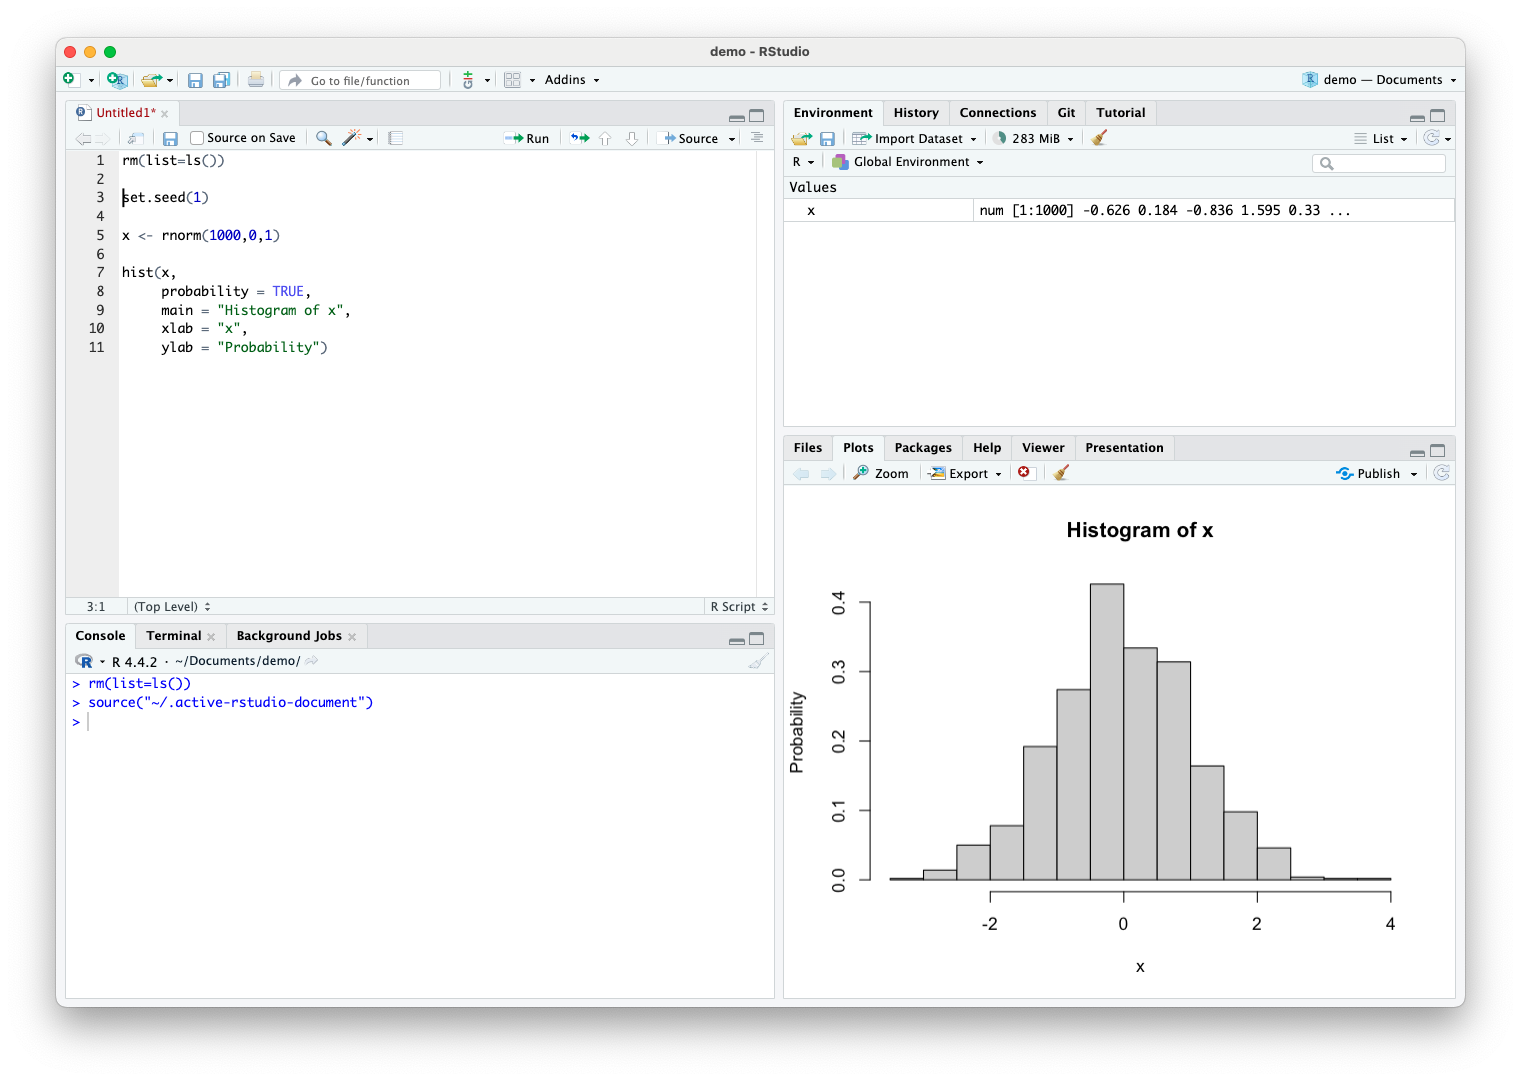 demo - RStudio
Go to file/function
Addins
demo — Documents
Untitled1*
Source on Save
Run
Source
1 rm(list=ls())
2
3 set.seed(1)
4
5 x <- rnorm(1000,0,1)
6
7 hist(x,
8 probability = TRUE,
9 main = "Histogram of x",
10 xlab = "x",
11 ylab = "Probability")
3:1 (Top Level) R Script
Console Terminal Background Jobs
R 4.4.2 · ~/Documents/demo/
> rm(list=ls())
> source("~/.active-rstudio-document")
>
Environment History Connections Git Tutorial
Import Dataset 283 MiB List
R Global Environment
Values
x num [1:1000] -0.626 0.184 -0.836 1.595 0.33 ...
Files Plots Packages Help Viewer Presentation
Zoom Export Publish
Histogram of x
Probability
0.4
0.3
0.2
0.1
0.0
-2 0 2 4
x